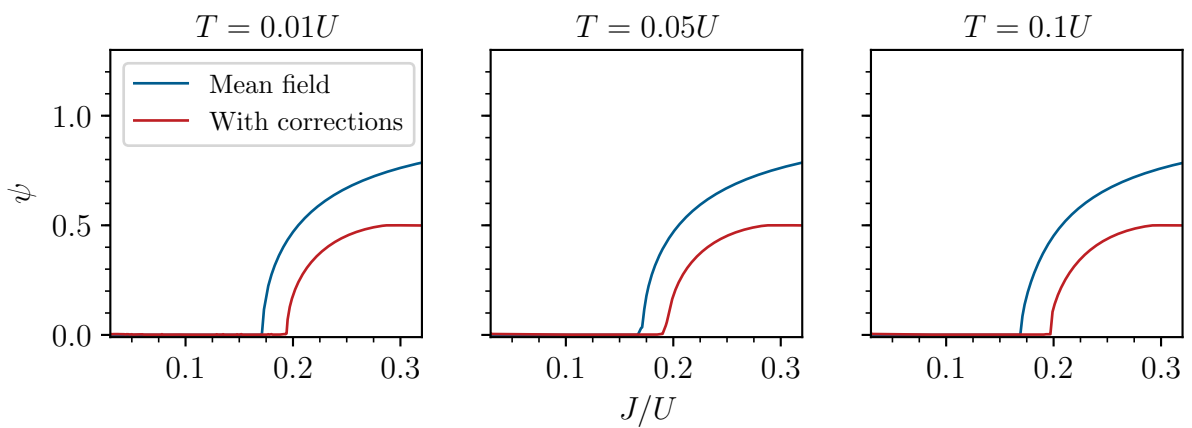 T = 0.01U
T = 0.05U
T = 0.1U
Mean field
With corrections
ψ
1.0
0.5
0.0
0.1 0.2 0.3
0.1 0.2 0.3
0.1 0.2 0.3
J/U